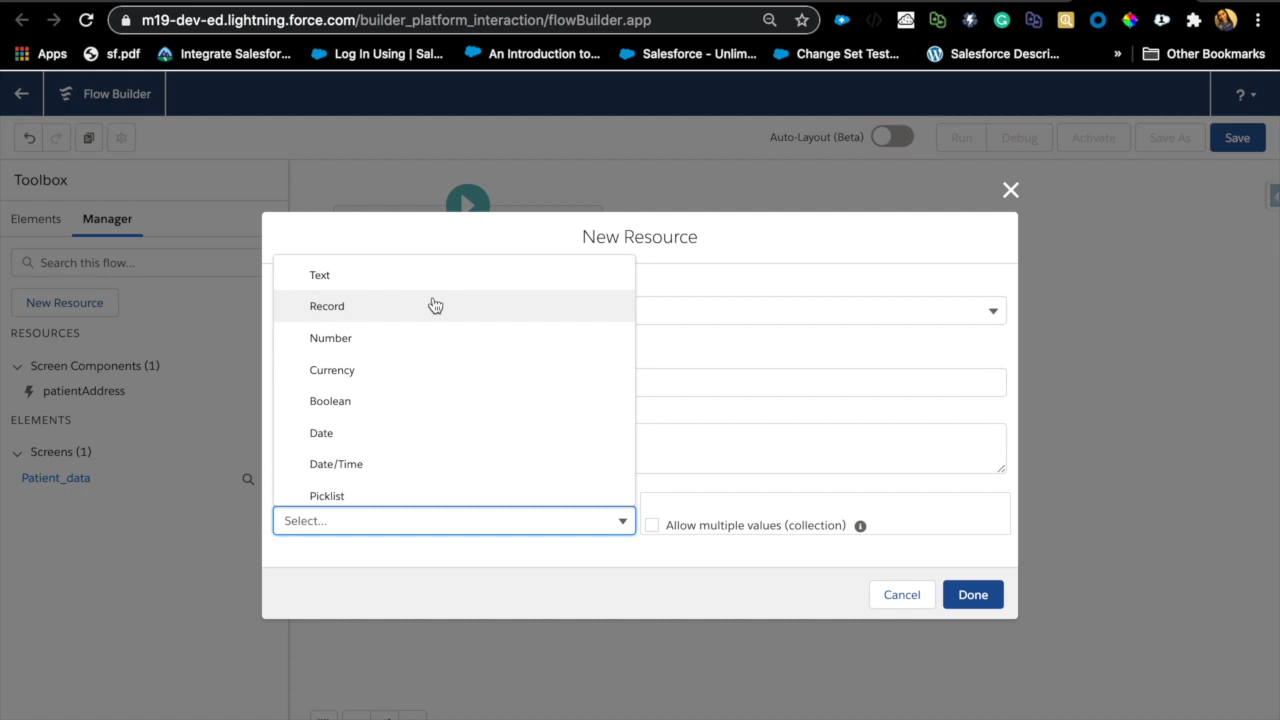 m19-dev-ed.lightning.force.com/builder_platform_interaction/flowBuilder.app
Apps sf.pdf Integrate Salesfor... Log In Using | Sal... An Introduction to... Salesforce - Unlim... Change Set Test... Salesforce Descri... » Other Bookmarks
Flow Builder ?
Auto-Layout (Beta) Run Debug Activate Save As Save
Toolbox
Elements Manager
Search this flow...
New Resource
RESOURCES
Screen Components (1)
patientAddress
ELEMENTS
Screens (1)
Patient_data
New Resource
Text
Record
Number
Currency
Boolean
Date
Date/Time
Picklist
Select...
Allow multiple values (collection)
Cancel Done